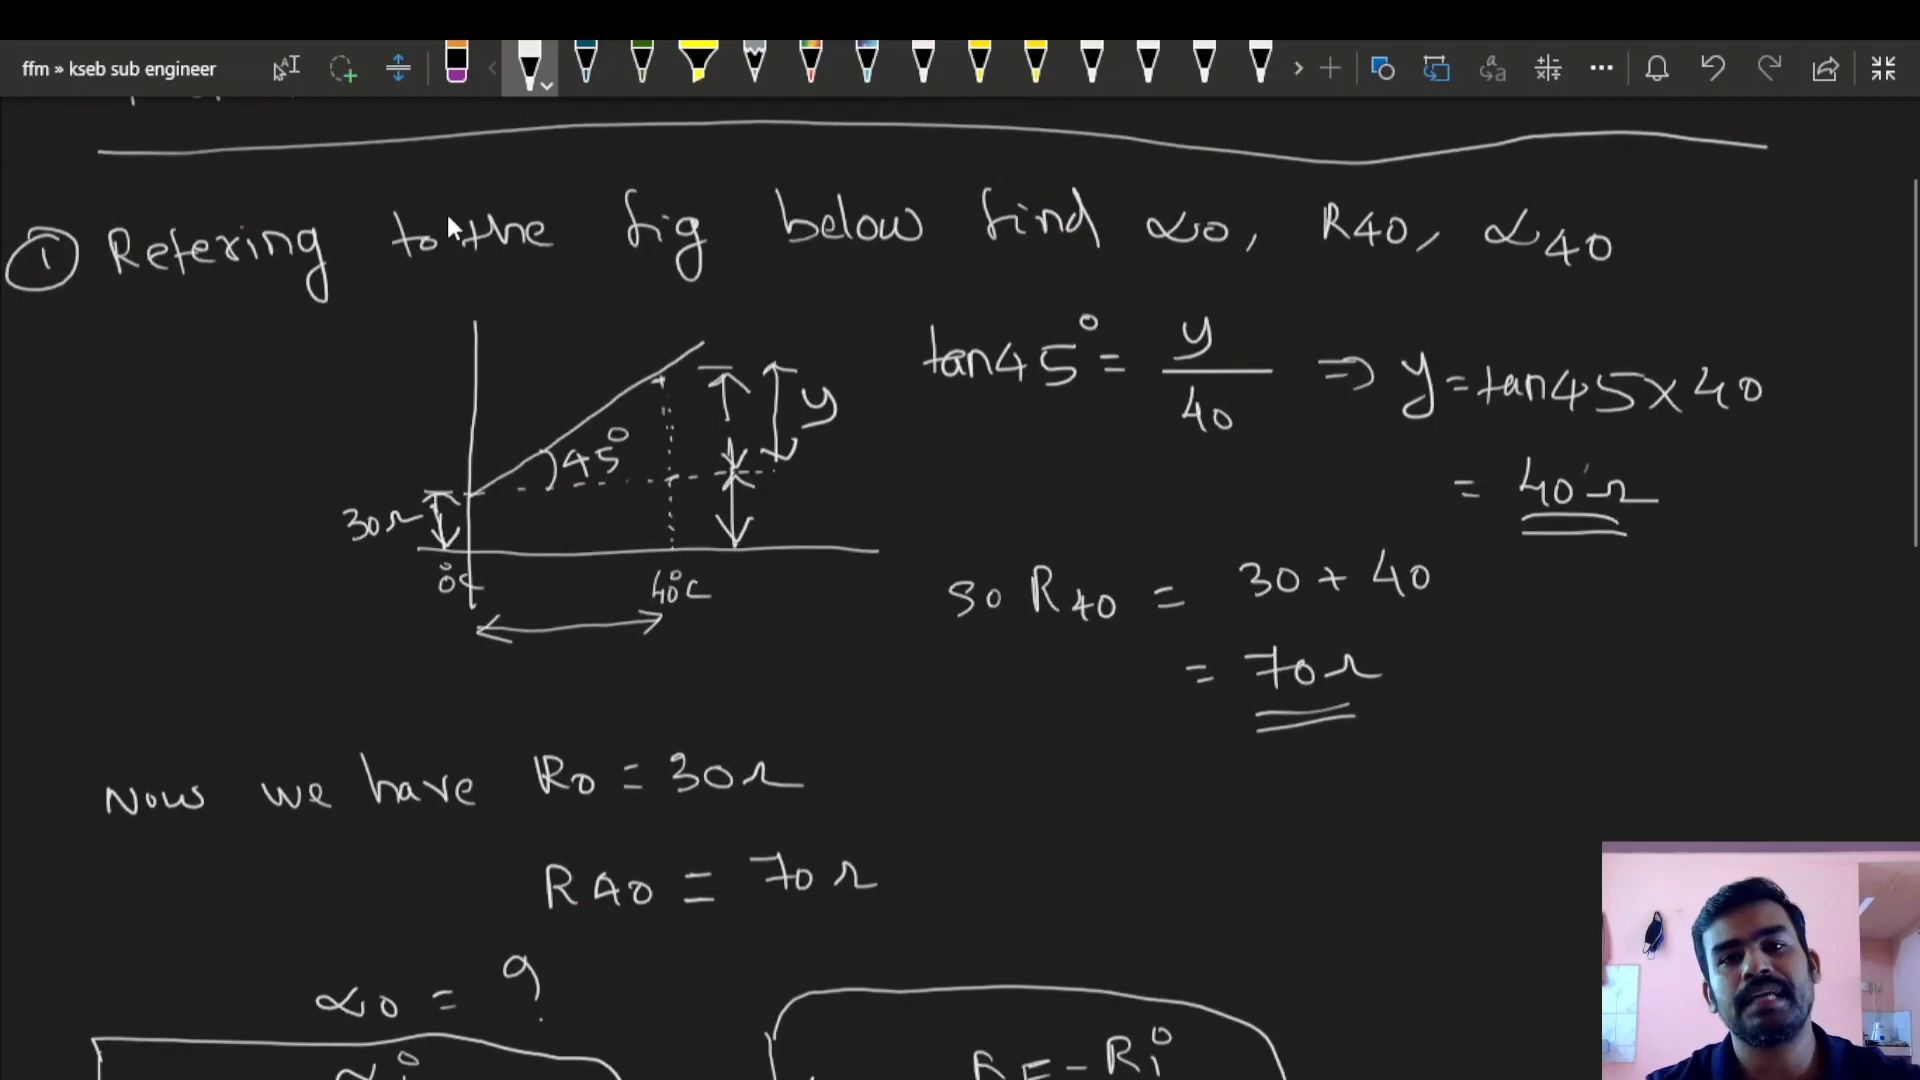 ffm » kseb sub engineer
① Refering to the fig below find α0, R40, α40
tan45° = y/40 ⇒ y = tan45 × 40
= 40Ω
45°
y
30Ω
0°C
40°C
so R40 = 30 + 40
= 70Ω
Now we have R0 = 30Ω
R40 = 70Ω
α0 = ?